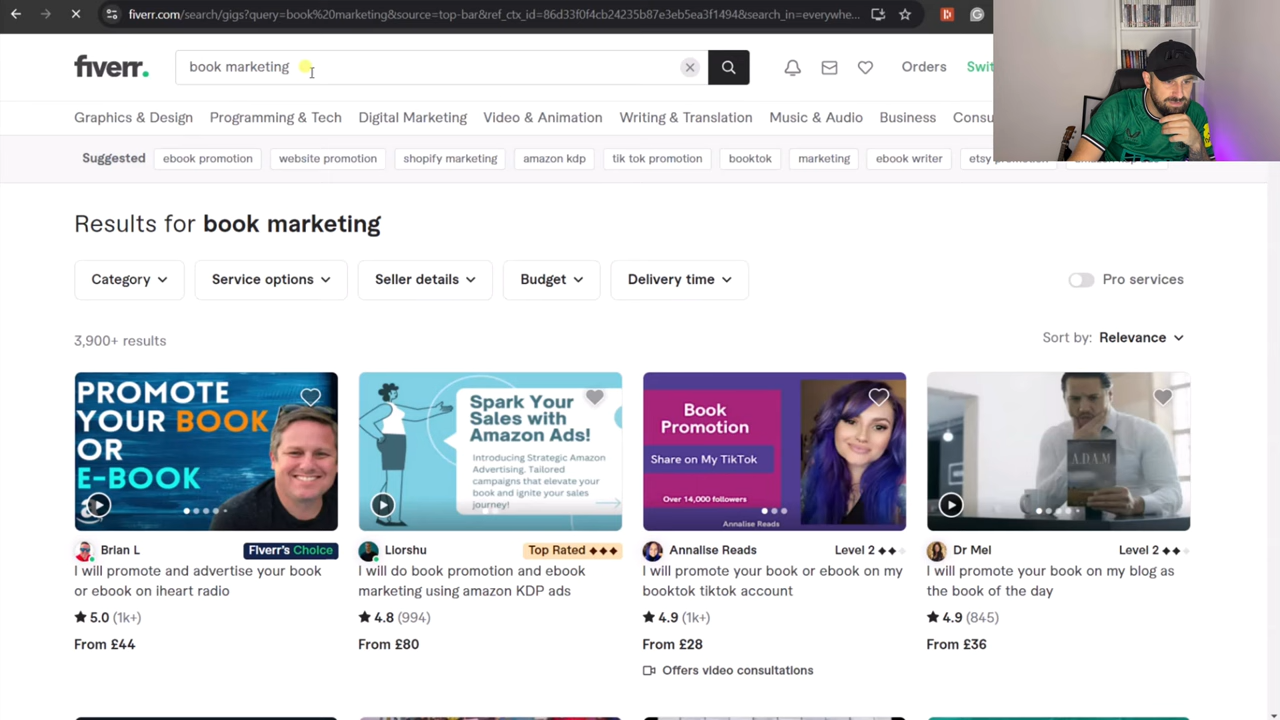 fiverr.com/search/gigs?query=book%20marketing&source=top-bar&ref_ctx_id=86d33f0f4cb24235b87e3eb5ea3f1494&search_in=everywhe...
fiverr.
book marketing
Orders
Swit
Graphics & Design
Programming & Tech
Digital Marketing
Video & Animation
Writing & Translation
Music & Audio
Business
Consu
Suggested
ebook promotion
website promotion
shopify marketing
amazon kdp
tik tok promotion
booktok
marketing
ebook writer
Results for book marketing
Category
Service options
Seller details
Budget
Delivery time
Pro services
3,900+ results
Sort by: Relevance
PROMOTE
YOUR BOOK
OR
E-BOOK
Brian L
Fiverr's Choice
I will promote and advertise your book
or ebook on iheart radio
5.0 (1k+)
From £44
Spark Your
Sales with
Amazon Ads!
Introducing Strategic Amazon
Advertising. Tailored
campaigns that elevate your
book and ignite your sales
journey!
Llorshu
Top Rated
I will do book promotion and ebook
marketing using amazon KDP ads
4.8 (994)
From £80
Book
Promotion
Share on My TikTok
Over 14,000 followers
Annalise Reads
Annalise Reads
Level 2
I will promote your book or ebook on my
booktok tiktok account
4.9 (1k+)
From £28
Offers video consultations
ADAM
Dr Mel
Level 2
I will promote your book on my blog as
the book of the day
4.9 (845)
From £36